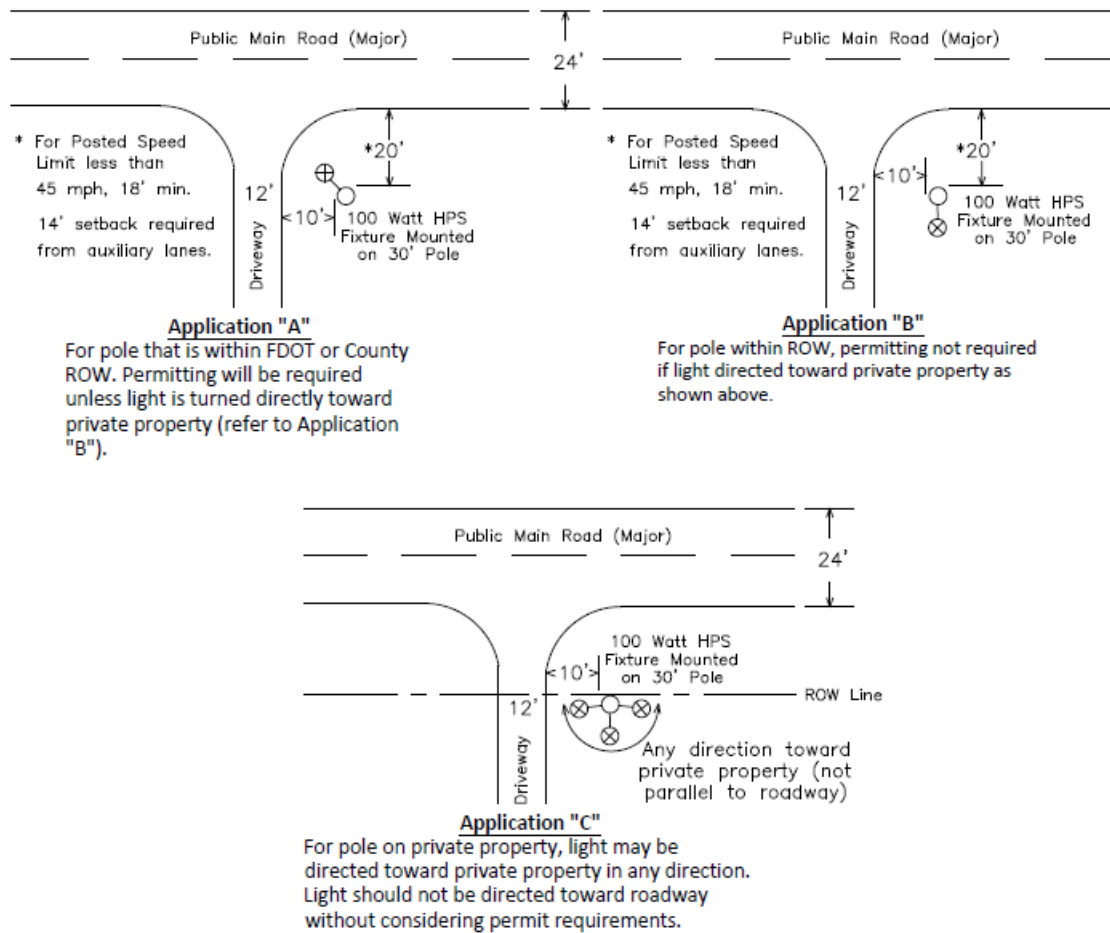 Public Main Road (Major)
24'
* For Posted Speed
Limit less than
45 mph, 18' min.
14' setback required
from auxiliary lanes.
12'
Driveway
*20'
10'
100 Watt HPS
Fixture Mounted
on 30' Pole
Application "A"
For pole that is within FDOT or County
ROW. Permitting will be required
unless light is turned directly toward
private property (refer to Application
"B").
Public Main Road (Major)
* For Posted Speed
Limit less than
45 mph, 18' min.
14' setback required
from auxiliary lanes.
12'
Driveway
*20'
10'
100 Watt HPS
Fixture Mounted
on 30' Pole
Application "B"
For pole within ROW, permitting not required
if light directed toward private property as
shown above.
Public Main Road (Major)
24'
100 Watt HPS
Fixture Mounted
on 30' Pole
10'
ROW Line
12'
Driveway
Any direction toward
private property (not
parallel to roadway)
Application "C"
For pole on private property, light may be
directed toward private property in any direction.
Light should not be directed toward roadway
without considering permit requirements.